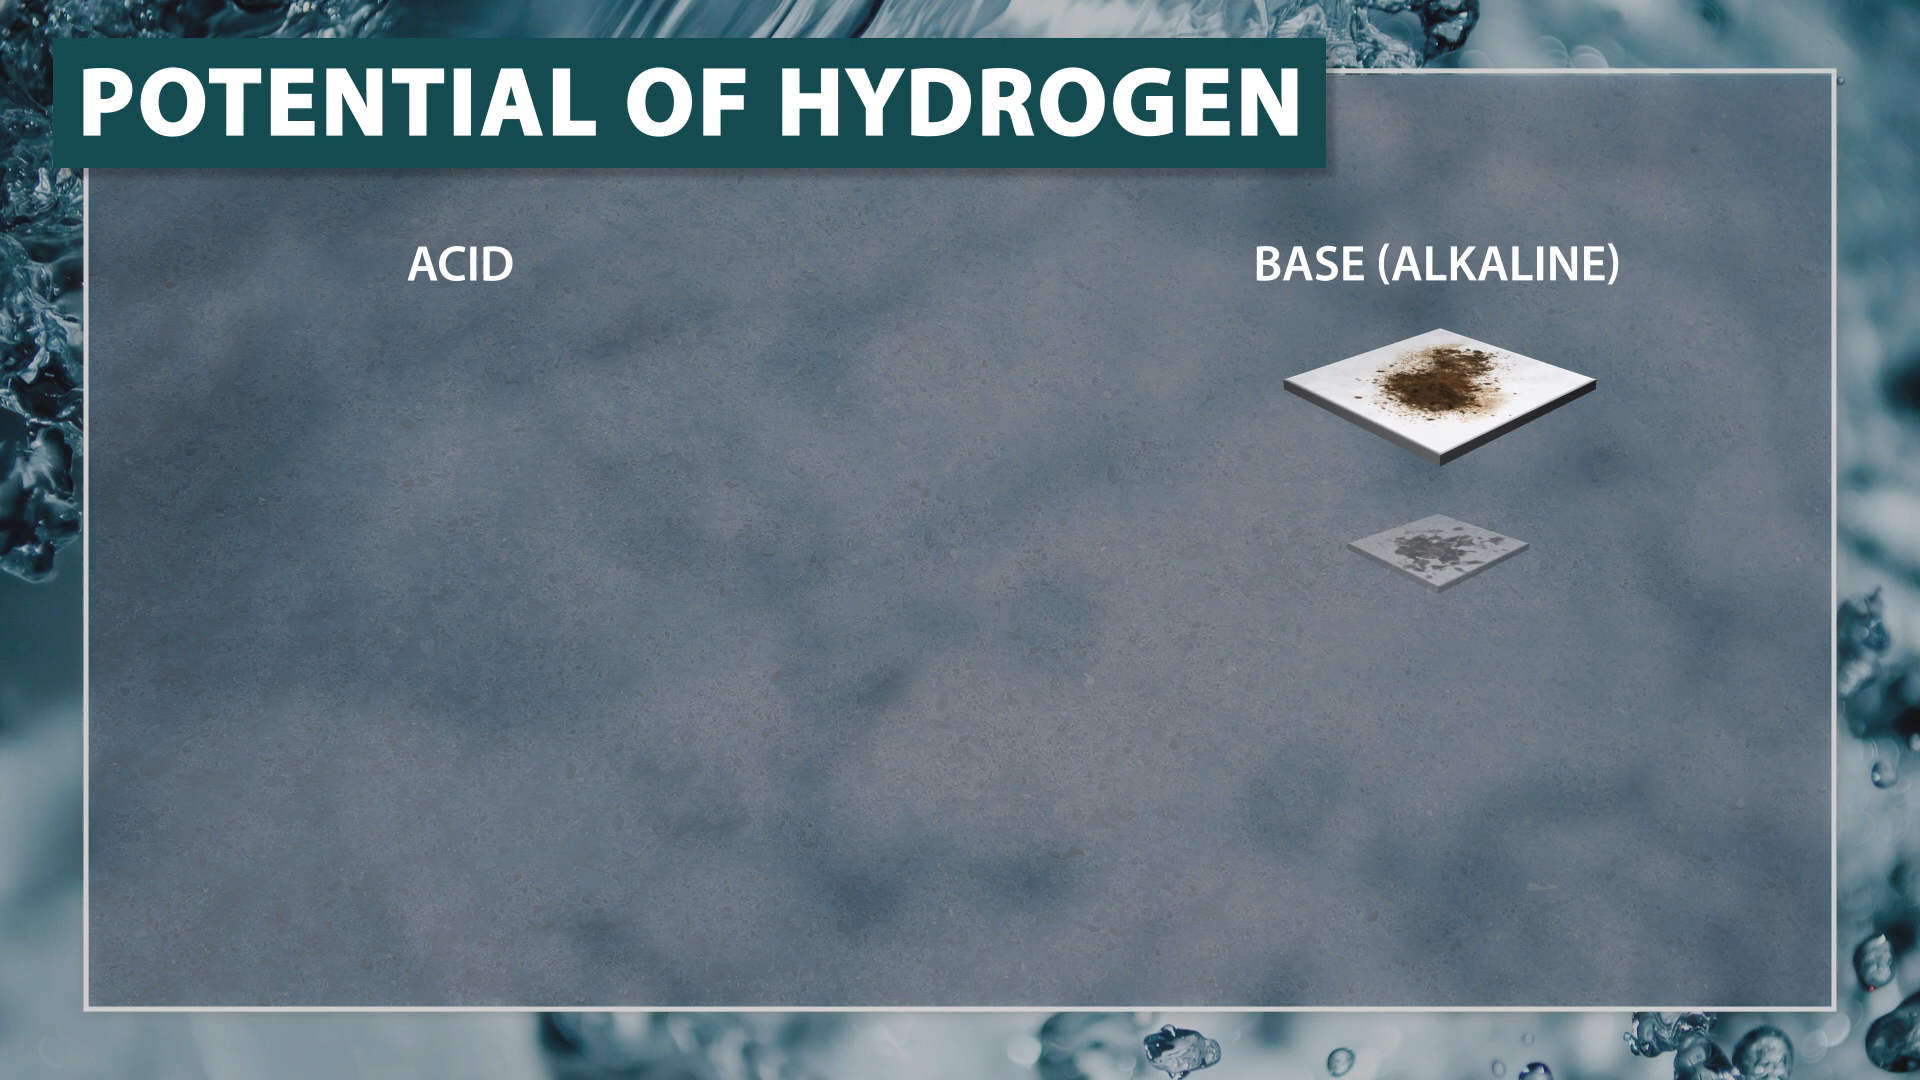 POTENTIAL OF HYDROGEN
ACID
BASE (ALKALINE)